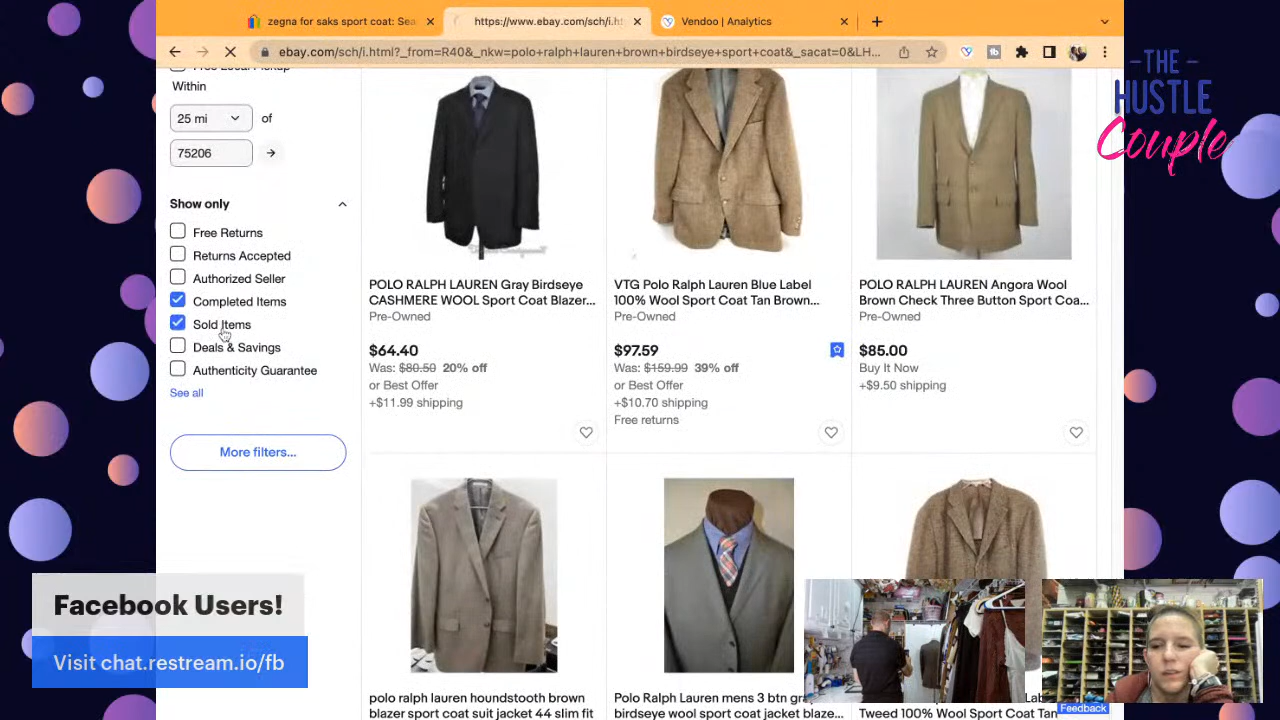 zegna for saks sport coat: Sea
https://www.ebay.com/sch/i.ht
Vendoo | Analytics
ebay.com/sch/i.html?_from=R40&_nkw=polo+ralph+lauren+brown+birdseye+sport+coat&_sacat=0&LH...
THE
HUSTLE
Couple
Within
25 mi
of
75206
Show only
Free Returns
Returns Accepted
Authorized Seller
Completed Items
Sold Items
Deals & Savings
Authenticity Guarantee
See all
More filters...
POLO RALPH LAUREN Gray Birdseye
CASHMERE WOOL Sport Coat Blazer...
Pre-Owned
$64.40
Was: $80.50 20% off
or Best Offer
+$11.99 shipping
VTG Polo Ralph Lauren Blue Label
100% Wool Sport Coat Tan Brown...
Pre-Owned
$97.59
Was: $159.99 39% off
or Best Offer
+$10.70 shipping
Free returns
POLO RALPH LAUREN Angora Wool
Brown Check Three Button Sport Coa...
Pre-Owned
$85.00
Buy It Now
+$9.50 shipping
polo ralph lauren houndstooth brown
blazer sport coat suit jacket 44 slim fit
Polo Ralph Lauren mens 3 btn
birdseye wool sport coat jacket blaze...
Tweed 100% Wool Sport Coat Tan
Feedback
Facebook Users!
Visit chat.restream.io/fb